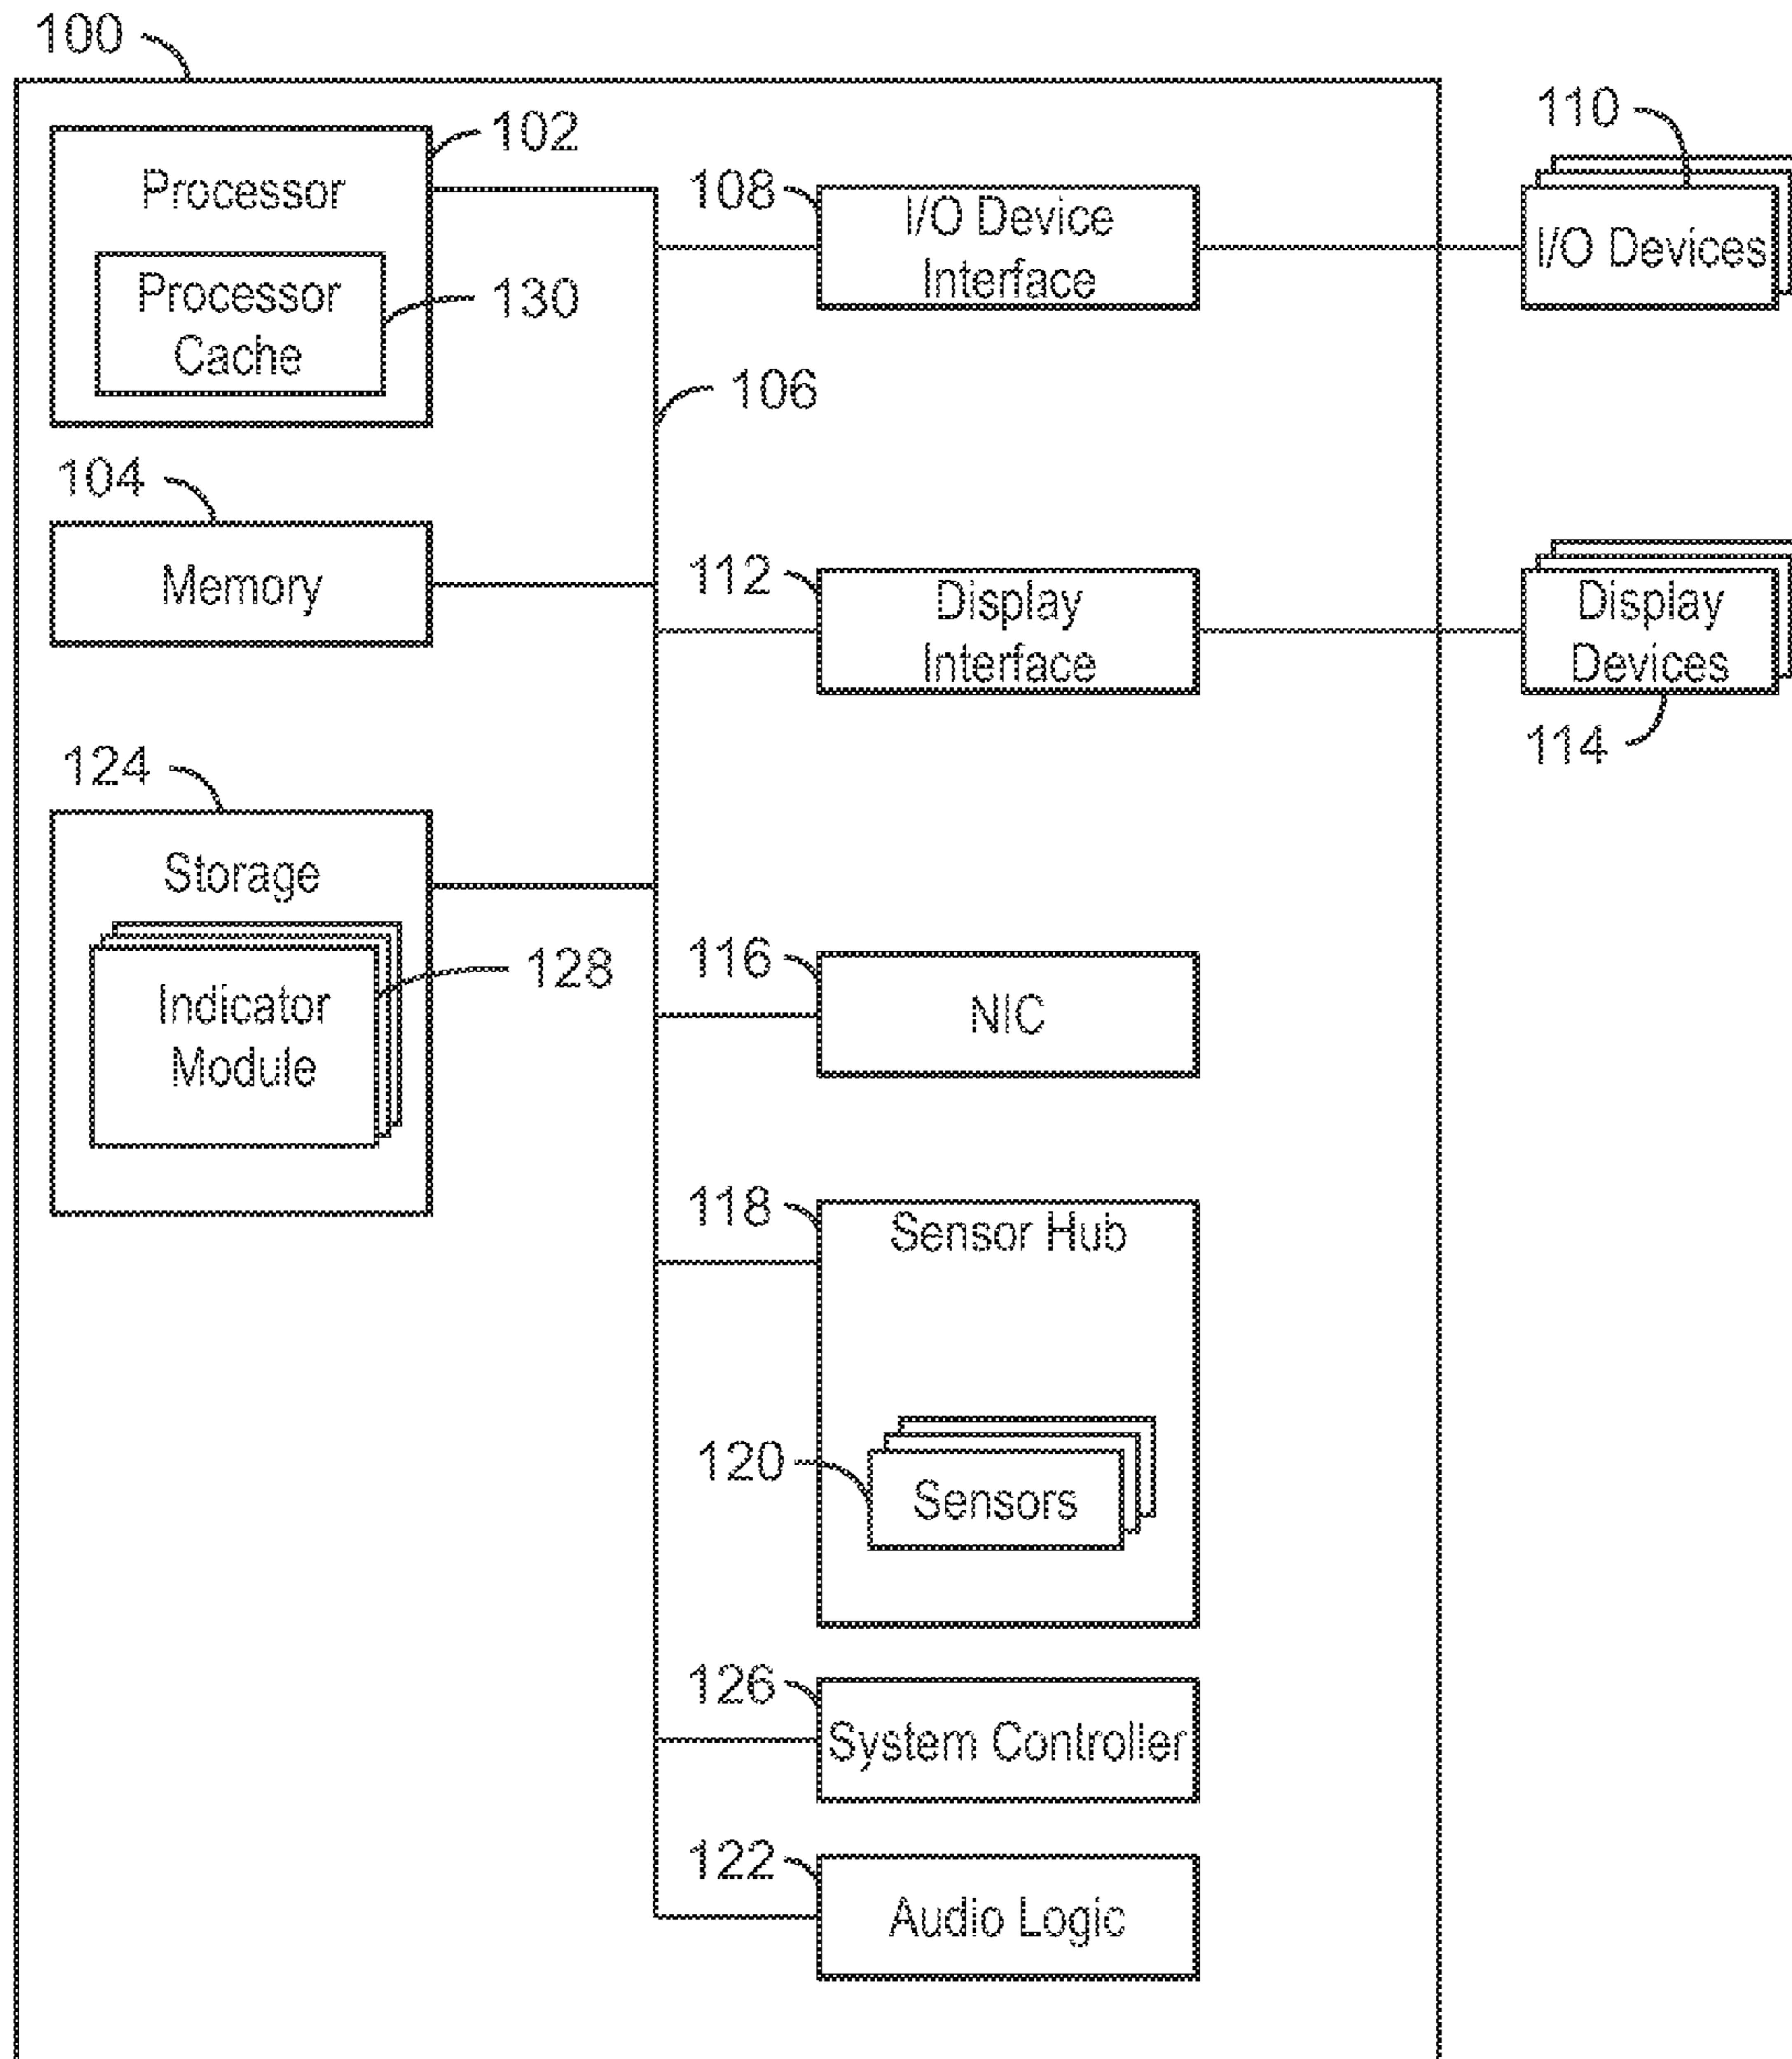 100
110
102
Processor
108
I/O Device
Interface
I/O Devices
Processor
Cache
130
106
104
Memory
112
Display
Interface
Display
Devices
114
124
Storage
128
Indicator
Module
116
NIC
118
Sensor Hub
120
Sensors
126
System Controller
122
Audio Logic